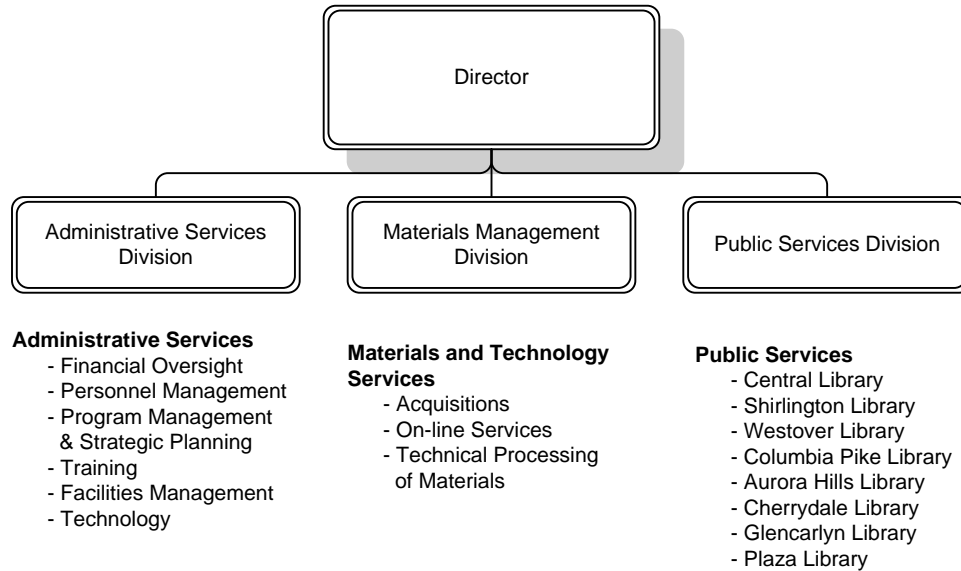 Director
Administrative Services
Division
Materials Management
Division
Public Services Division
Administrative Services
- Financial Oversight
- Personnel Management
- Program Management
& Strategic Planning
- Training
- Facilities Management
- Technology
Materials and Technology
Services
- Acquisitions
- On-line Services
- Technical Processing
of Materials
Public Services
- Central Library
- Shirlington Library
- Westover Library
- Columbia Pike Library
- Aurora Hills Library
- Cherrydale Library
- Glencarlyn Library
- Plaza Library